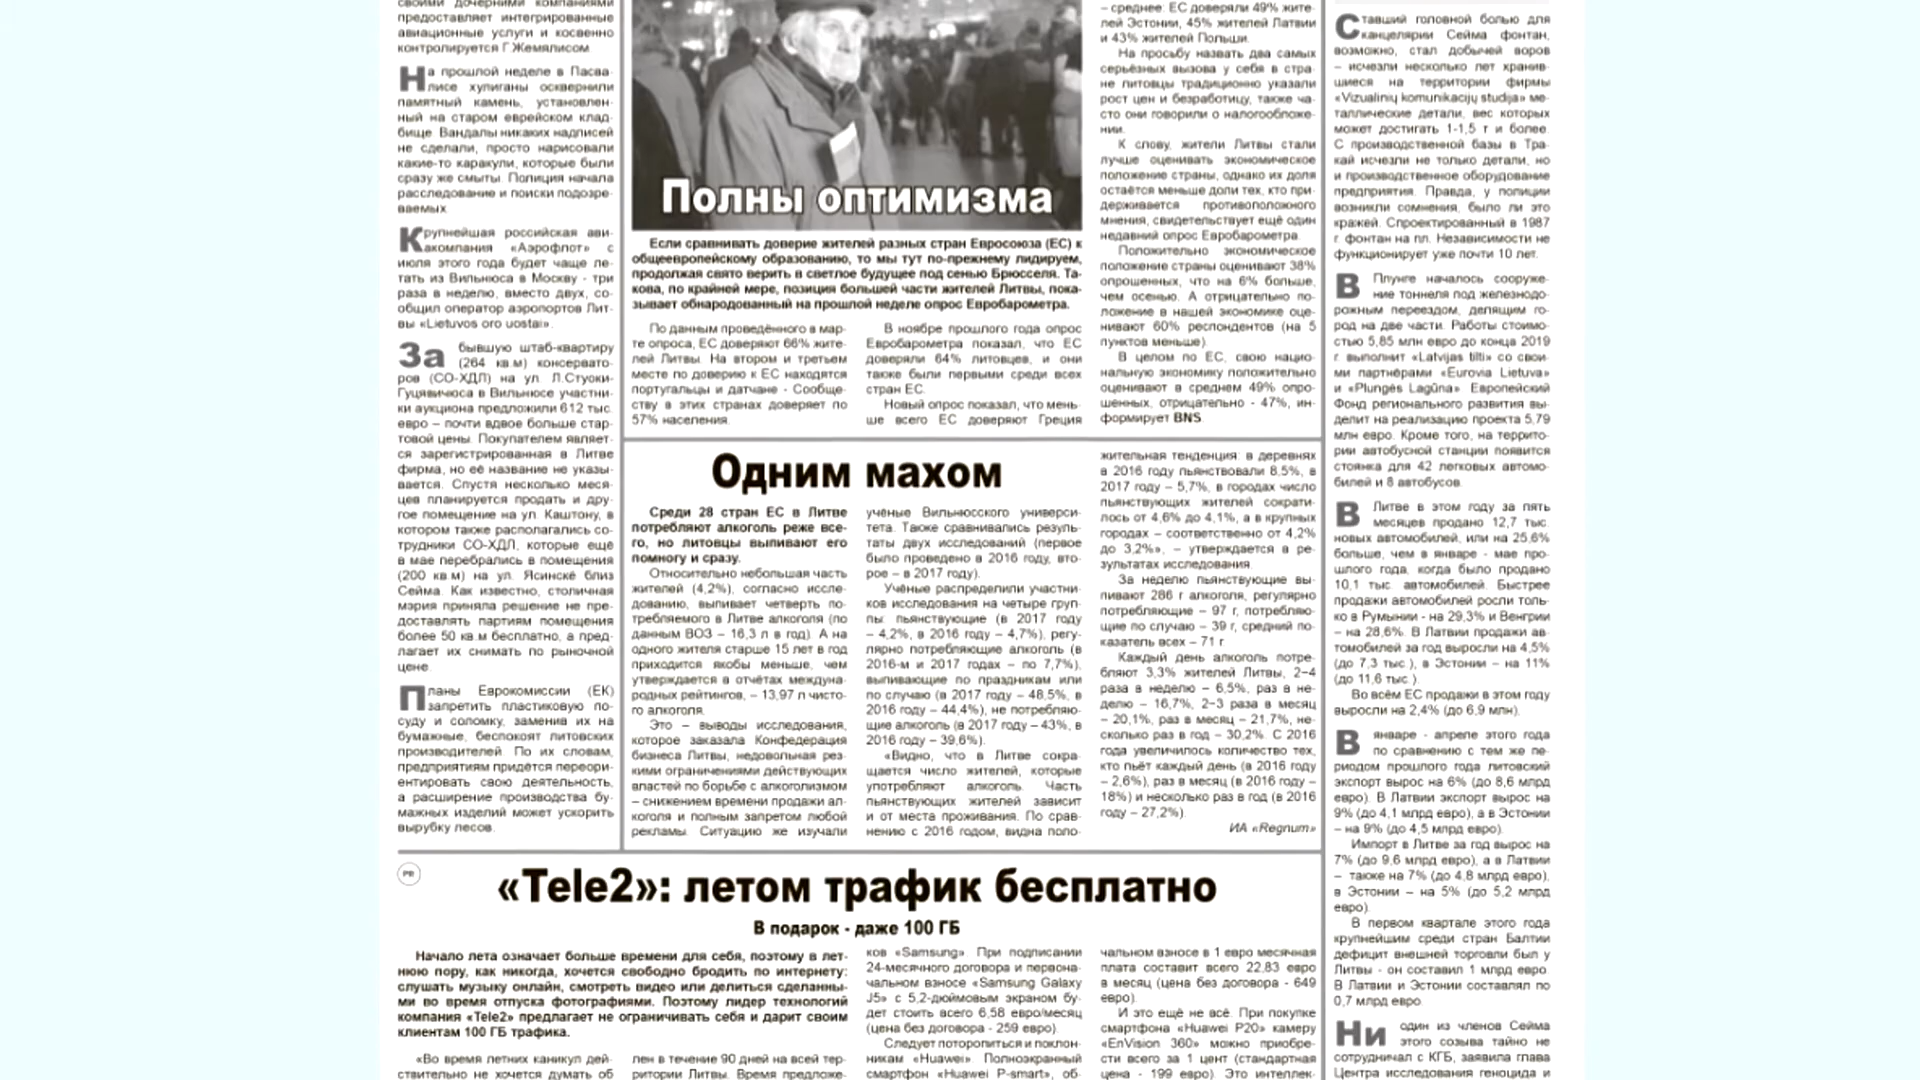 своими дочерними компаниями
предоставляет интегрированные
авиационные услуги и косвенно
контролируется Г.Жемялисом.
На прошлой неделе в Пасва-
лисе хулиганы осквернили
памятный камень, установлен-
ный на старом еврейском клад-
бище. Вандалы никаких надписей
не сделали, просто нарисовали
какие-то каракули, которые были
сразу же смыты. Полиция начала
расследование и поиски подозре-
ваемых.
Крупнейшая российская ави-
акомпания «Аэрофлот» с
июля этого года будет чаще ле-
тать из Вильнюса в Москву - три
раза в неделю, вместо двух, со-
общил оператор аэропортов Лит-
вы «Lietuvos oro uostai».
За бывшую штаб-квартиру
(264 кв.м) консервато-
ров (СО-ХДЛ) на ул. Л.Стуоки-
Гуцявичюса в Вильнюсе участни-
ки аукциона предложили 612 тыс.
евро – почти вдвое больше стар-
товой цены. Покупателем являет-
ся зарегистрированная в Литве
фирма, но её название не указы-
вается. Спустя несколько меся-
цев планируется продать и дру-
гое помещение на ул. Каштону, в
котором также располагались со-
трудники СО-ХДЛ, которые ещё
в мае перебрались в помещения
(200 кв.м) на ул. Ясинске близ
Сейма. Как известно, столичная
мэрия приняла решение не пре-
доставлять партиям помещения
более 50 кв.м бесплатно, а пред-
лагает их снимать по рыночной
цене.
Планы Еврокомиссии (ЕК)
запретить пластиковую по-
суду и соломку, заменив их на
бумажные, беспокоят литовских
производителей. По их словам,
предприятиям придётся переори-
ентировать свою деятельность,
а расширение производства бу-
мажных изделий может ускорить
вырубку лесов.
Полны оптимизма
Если сравнивать доверие жителей разных стран Евросоюза (ЕС) к
общеевропейскому образованию, то мы тут по-прежнему лидируем,
продолжая свято верить в светлое будущее под сенью Брюсселя. Та-
кова, по крайней мере, позиция большей части жителей Литвы, пока-
зывает обнародованный на прошлой неделе опрос Евробарометра.
По данным проведённого в мар-
те опроса, ЕС доверяют 66% жите-
лей Литвы. На втором и третьем
месте по доверию к ЕС находятся
португальцы и датчане - Сообще-
ству в этих странах доверяет по
57% населения.
В ноябре прошлого года опрос
Евробарометра показал, что ЕС
доверяли 64% литовцев, и они
также были первыми среди всех
стран ЕС.
Новый опрос показал, что мень-
ше всего ЕС доверяют Греция
– среднее: ЕС доверяли 49% жите-
лей Эстонии, 45% жителей Латвии
и 43% жителей Польши.
На просьбу назвать два самых
серьёзных вызова у себя в стра-
не литовцы традиционно указали
рост цен и безработицу, также ча-
сто они говорили о налогообложе-
нии.
К слову, жители Литвы стали
лучше оценивать экономическое
положение страны, однако их доля
остаётся меньше доли тех, кто при-
держивается противоположного
мнения, свидетельствует ещё один
недавний опрос Евробарометра.
Положительно экономическое
положение страны оценивают 38%
опрошенных, что на 6% больше,
чем осенью. А отрицательно по-
ложение в нашей экономике оце-
нивают 60% респондентов (на 5
пунктов меньше).
В целом по ЕС, свою нацио-
нальную экономику положительно
оценивают в среднем 49% опро-
шенных, отрицательно - 47%, ин-
формирует BNS.
Одним махом
Среди 28 стран ЕС в Литве
потребляют алкоголь реже все-
го, но литовцы выпивают его
помногу и сразу.
Относительно небольшая часть
жителей (4,2%), согласно иссле-
дованию, выпивает четверть по-
требляемого в Литве алкоголя (по
данным ВОЗ – 16,3 л в год). А на
одного жителя старше 15 лет в год
приходится якобы меньше, чем
утверждается в отчётах междуна-
родных рейтингов, – 13,97 л чисто-
го алкоголя.
Это – выводы исследования,
которое заказала Конфедерация
бизнеса Литвы, недовольная рез-
кими ограничениями действующих
властей по борьбе с алкоголизмом
– снижением времени продажи ал-
коголя и полным запретом любой
рекламы. Ситуацию же изучали
учёные Вильнюсского универси-
тета. Также сравнивались резуль-
таты двух исследований (первое
было проведено в 2016 году, вто-
рое – в 2017 году).
Учёные распределили участни-
ков исследования на четыре груп-
пы: пьянствующие (в 2017 году
– 4,2%, в 2016 году – 4,7%), регу-
лярно потребляющие алкоголь (в
2016-м и 2017 годах – по 7,7%),
выпивающие по праздникам или
по случаю (в 2017 году – 48,5%, в
2016 году – 44,4%), не потребляю-
щие алкоголь (в 2017 году – 43%, в
2016 году – 39,6%).
«Видно, что в Литве сокра-
щается число жителей, которые
употребляют алкоголь. Часть
пьянствующих жителей зависит
и от места проживания. По срав-
нению с 2016 годом, видна поло-
жительная тенденция: в деревнях
в 2016 году пьянствовали 8,5%, в
2017 году – 5,7%, в городах число
пьянствующих жителей сократи-
лось от 4,6% до 4,1%, а в крупных
городах – соответственно от 4,2%
до 3,2%», – утверждается в ре-
зультатах исследования.
За неделю пьянствующие вы-
пивают 286 г алкоголя, регулярно
потребляющие – 97 г, потребляю-
щие по случаю – 39 г, средний по-
казатель всех – 71 г.
Каждый день алкоголь потре-
бляют 3,3% жителей Литвы, 2–4
раза в неделю – 6,5%, раз в не-
делю – 16,7%, 2–3 раза в месяц
– 20,1%, раз в месяц – 21,7%, не-
сколько раз в год – 30,2%. С 2016
года увеличилось количество тех,
кто пьёт каждый день (в 2016 году
– 2,6%), раз в месяц (в 2016 году –
18%) и несколько раз в год (в 2016
году – 27,2%).
ИА «Regnum»
PR
«Tele2»: летом трафик бесплатно
В подарок - даже 100 ГБ
Начало лета означает больше времени для себя, поэтому в лет-
нюю пору, как никогда, хочется свободно бродить по интернету:
слушать музыку онлайн, смотреть видео или делиться сделанны-
ми во время отпуска фотографиями. Поэтому лидер технологий
компания «Tele2» предлагает не ограничивать себя и дарит своим
клиентам 100 ГБ трафика.
«Во время летних каникул дей-
ствительно не хочется думать об
лен в течение 90 дней на всей тер-
ритории Литвы. Время предложе-
ков «Samsung». При подписании
24-месячного договора и первона-
чальном взносе «Samsung Galaxy
J5» с 5,2-дюймовым экраном бу-
дет стоить всего 6,58 евро/месяц
(цена без договора - 259 евро).
Следует поторопиться и поклон-
никам «Huawei». Полноэкранный
смартфон «Huawei P-smart», об-
чальном взносе в 1 евро месячная
плата составит всего 22,83 евро
в месяц (цена без договора - 649
евро).
И это ещё не всё. При покупке
смартфона «Huawei P20» камеру
«EnVision 360» можно приобре-
сти всего за 1 цент (стандартная
цена - 199 евро). Это интеллек-
Ставший головной болью для
канцелярии Сейма фонтан,
возможно, стал добычей воров
– исчезли несколько лет хранив-
шиеся на территории фирмы
«Vizualinių komunikacijų studija» ме-
таллические детали, вес которых
может достигать 1-1,5 т и более.
С производственной базы в Тра-
кай исчезли не только детали, но
и производственное оборудование
предприятия. Правда, у полиции
возникли сомнения, было ли это
кражей. Спроектированный в 1987
г. фонтан на пл. Независимости не
функционирует уже почти 10 лет.
В Плунге началось сооруже-
ние тоннеля под железнодо-
рожным переездом, делящим го-
род на две части. Работы стоимо-
стью 5,85 млн евро до конца 2019
г. выполнит «Latvijas tilti» со свои-
ми партнёрами «Eurovia Lietuva»
и «Plungės Lagūna». Европейский
Фонд регионального развития вы-
делит на реализацию проекта 5,79
млн евро. Кроме того, на террито-
рии автобусной станции появится
стоянка для 42 легковых автомо-
билей и 8 автобусов.
В Литве в этом году за пять
месяцев продано 12,7 тыс.
новых автомобилей, или на 25,6%
больше, чем в январе - мае про-
шлого года, когда было продано
10,1 тыс. автомобилей. Быстрее
продажи автомобилей росли толь-
ко в Румынии - на 29,3% и Венгрии
– на 28,6%. В Латвии продажи ав-
томобилей за год выросли на 4,5%
(до 7,3 тыс.), в Эстонии – на 11%
(до 11,6 тыс.).
Во всём ЕС продажи в этом году
выросли на 2,4% (до 6,9 млн).
В январе - апреле этого года
по сравнению с тем же пе-
риодом прошлого года литовский
экспорт вырос на 6% (до 8,6 млрд
евро). В Латвии экспорт вырос на
9% (до 4,1 млрд евро), а в Эстонии
– на 9% (до 4,5 млрд евро).
Импорт в Литве за год вырос на
7% (до 9,6 млрд евро), а в Латвии
– также на 7% (до 4,8 млрд евро),
в Эстонии – на 5% (до 5,2 млрд
евро).
В первом квартале этого года
крупнейшим среди стран Балтии
дефицит внешней торговли был у
Литвы - он составил 1 млрд евро.
В Латвии и Эстонии составлял по
0,7 млрд евро.
Ни один из членов Сейма
этого созыва тайно не
сотрудничал с КГБ, заявила глава
Центра исследования геноцида и